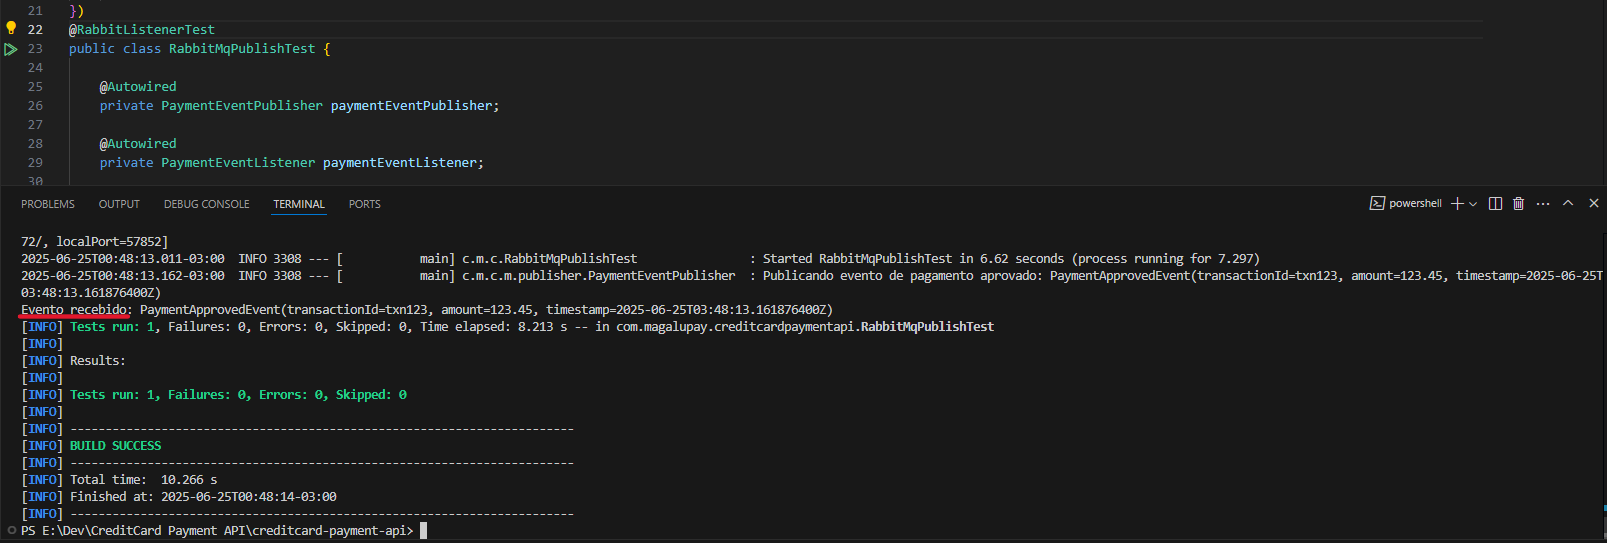 21 })
22 @RabbitListenerTest
23 public class RabbitMqPublishTest {
24
25 @Autowired
26 private PaymentEventPublisher paymentEventPublisher;
27
28 @Autowired
29 private PaymentEventListener paymentEventListener;
30
PROBLEMS OUTPUT DEBUG CONSOLE TERMINAL PORTS powershell
72/, localPort=57852]
2025-06-25T00:48:13.011-03:00  INFO 3308 --- [           main] c.m.c.RabbitMqPublishTest               : Started RabbitMqPublishTest in 6.62 seconds (process running for 7.297)
2025-06-25T00:48:13.162-03:00  INFO 3308 --- [           main] c.m.c.m.publisher.PaymentEventPublisher  : Publicando evento de pagamento aprovado: PaymentApprovedEvent(transactionId=txn123, amount=123.45, timestamp=2025-06-25T
03:48:13.161876400Z)
Evento recebido: PaymentApprovedEvent(transactionId=txn123, amount=123.45, timestamp=2025-06-25T03:48:13.161876400Z)
[INFO] Tests run: 1, Failures: 0, Errors: 0, Skipped: 0, Time elapsed: 8.213 s -- in com.magalupay.creditcardpaymentapi.RabbitMqPublishTest
[INFO]
[INFO] Results:
[INFO]
[INFO] Tests run: 1, Failures: 0, Errors: 0, Skipped: 0
[INFO]
[INFO] ------------------------------------------------------------------------
[INFO] BUILD SUCCESS
[INFO] ------------------------------------------------------------------------
[INFO] Total time:  10.266 s
[INFO] Finished at: 2025-06-25T00:48:14-03:00
[INFO] ------------------------------------------------------------------------
PS E:\Dev\CreditCard Payment API\creditcard-payment-api>